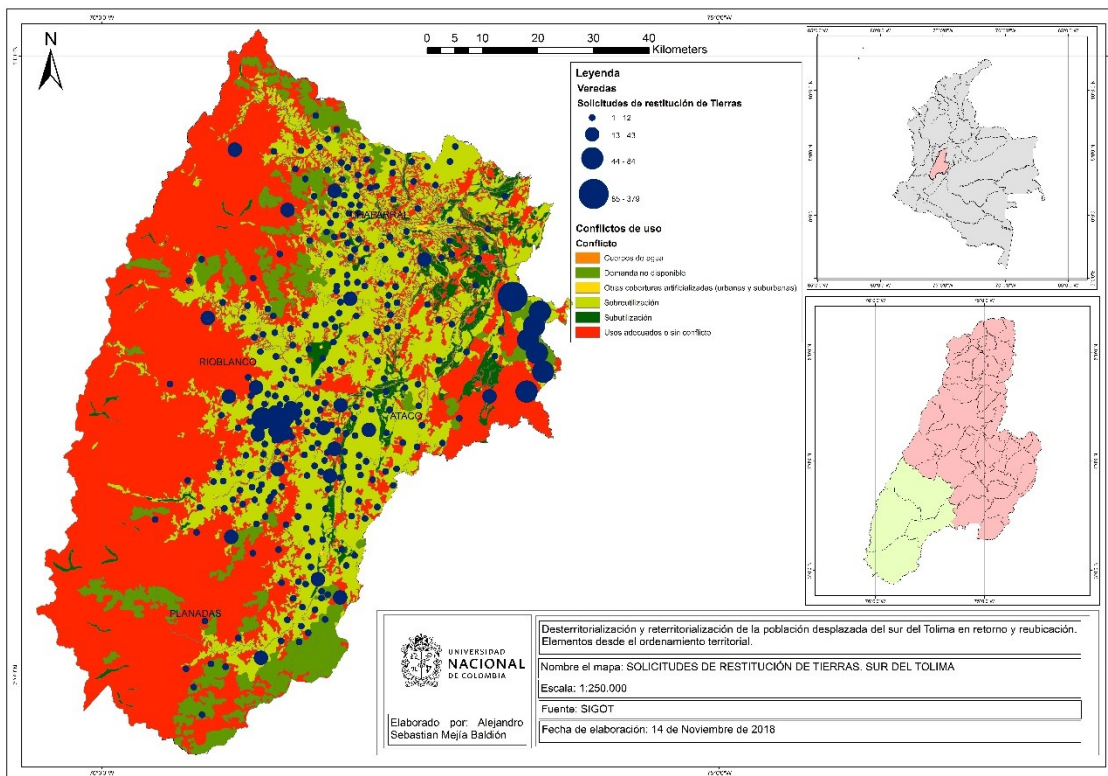 N
0 5 10 20 30 40
Kilometers
Leyenda
Veredas
Solicitudes de restitución de Tierras
1 - 12
13 - 43
44 - 84
85 - 379
Conflictos de uso
Conflicto
Cuerpos de agua
Demanda no disponible
Otras coberturas artificializadas (urbanas y suburbanas)
Sobreutilización
Subutilización
Usos adecuados o sin conflicto
CHAPARRAL
RIOBLANCO
ATACO
PLANADAS
UNIVERSIDAD
NACIONAL
DE COLOMBIA
Elaborado por: Alejandro
Sebastian Mejía Baldión
Desterritorialización y reterritorialización de la población desplazada del sur del Tolima en retorno y reubicación.
Elementos desde el ordenamiento territorial.
Nombre el mapa: SOLICITUDES DE RESTITUCIÓN DE TIERRAS. SUR DEL TOLIMA
Escala: 1:250.000
Fuente: SIGOT
Fecha de elaboración: 14 de Noviembre de 2018